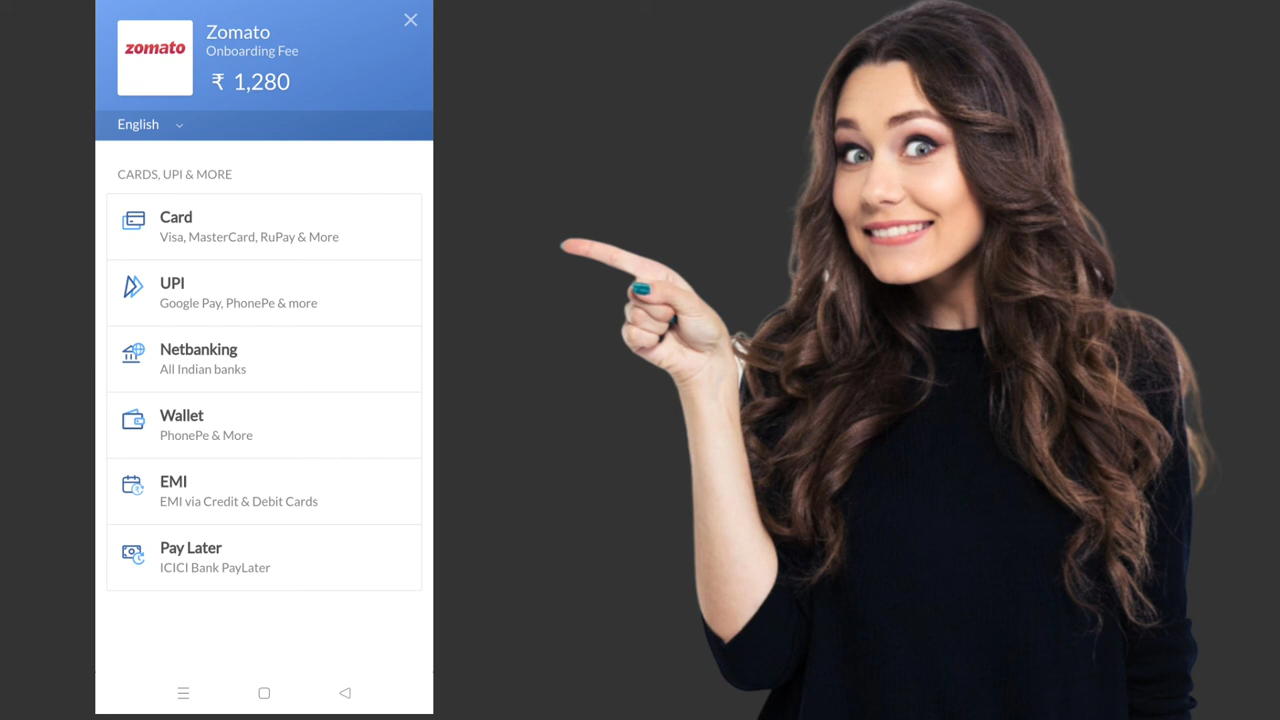 zomato
Zomato
Onboarding Fee
₹ 1,280
English
CARDS, UPI & MORE
Card
Visa, MasterCard, RuPay & More
UPI
Google Pay, PhonePe & more
Netbanking
All Indian banks
Wallet
PhonePe & More
EMI
EMI via Credit & Debit Cards
Pay Later
ICICI Bank PayLater